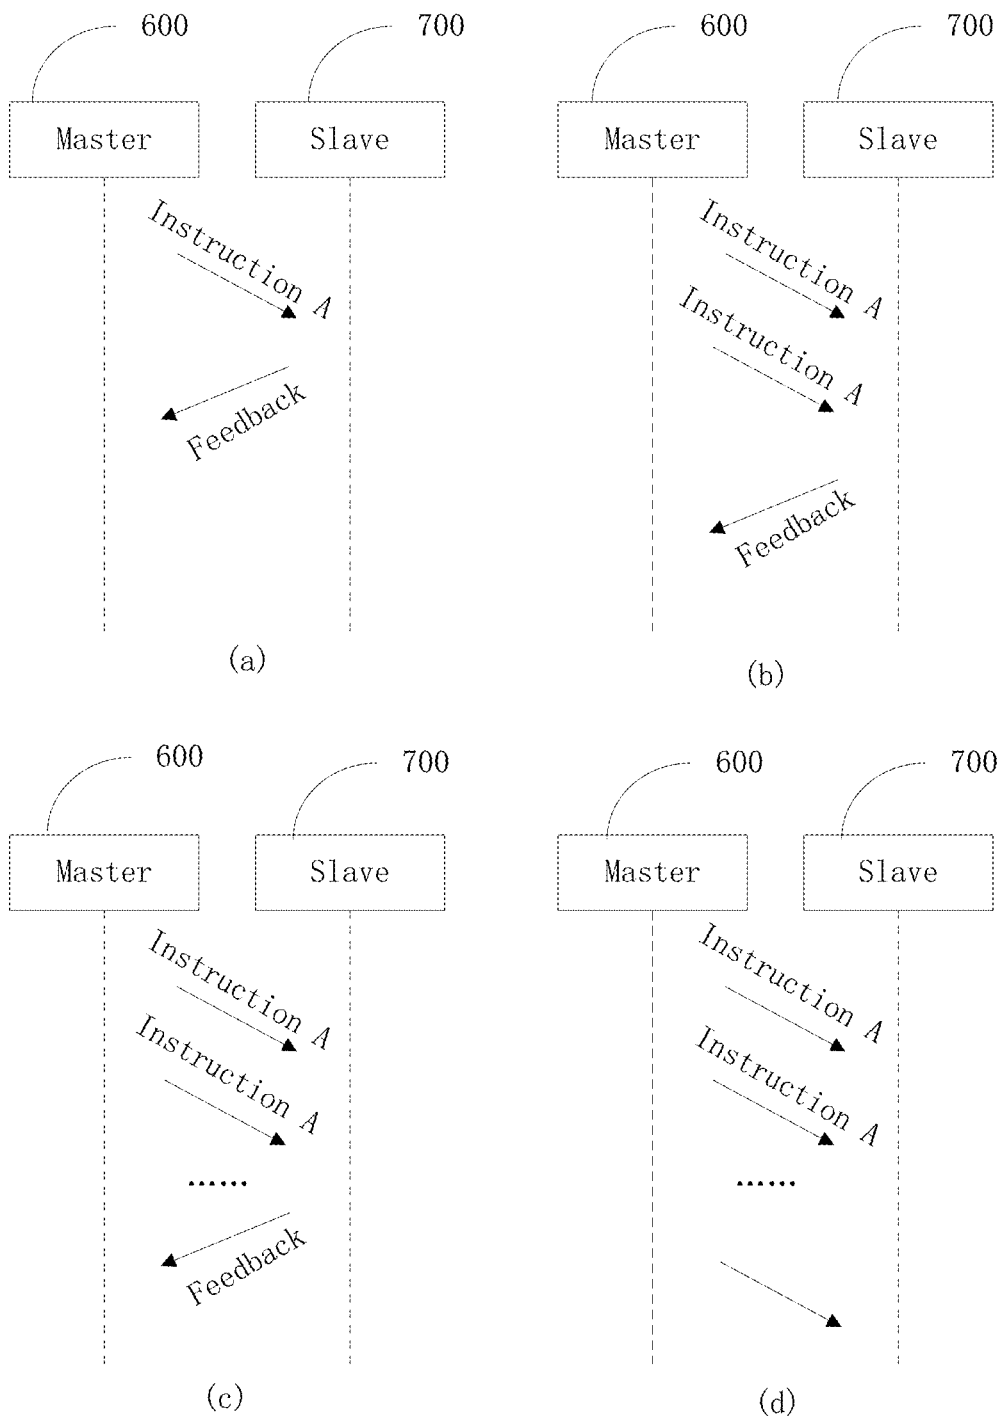 600
700
Master
Slave
Instruction A
Feedback
(a)
600
700
Master
Slave
Instruction A
Instruction A
Feedback
(b)
600
700
Master
Slave
Instruction A
Instruction A
......
Feedback
(c)
600
700
Master
Slave
Instruction A
Instruction A
......
(d)